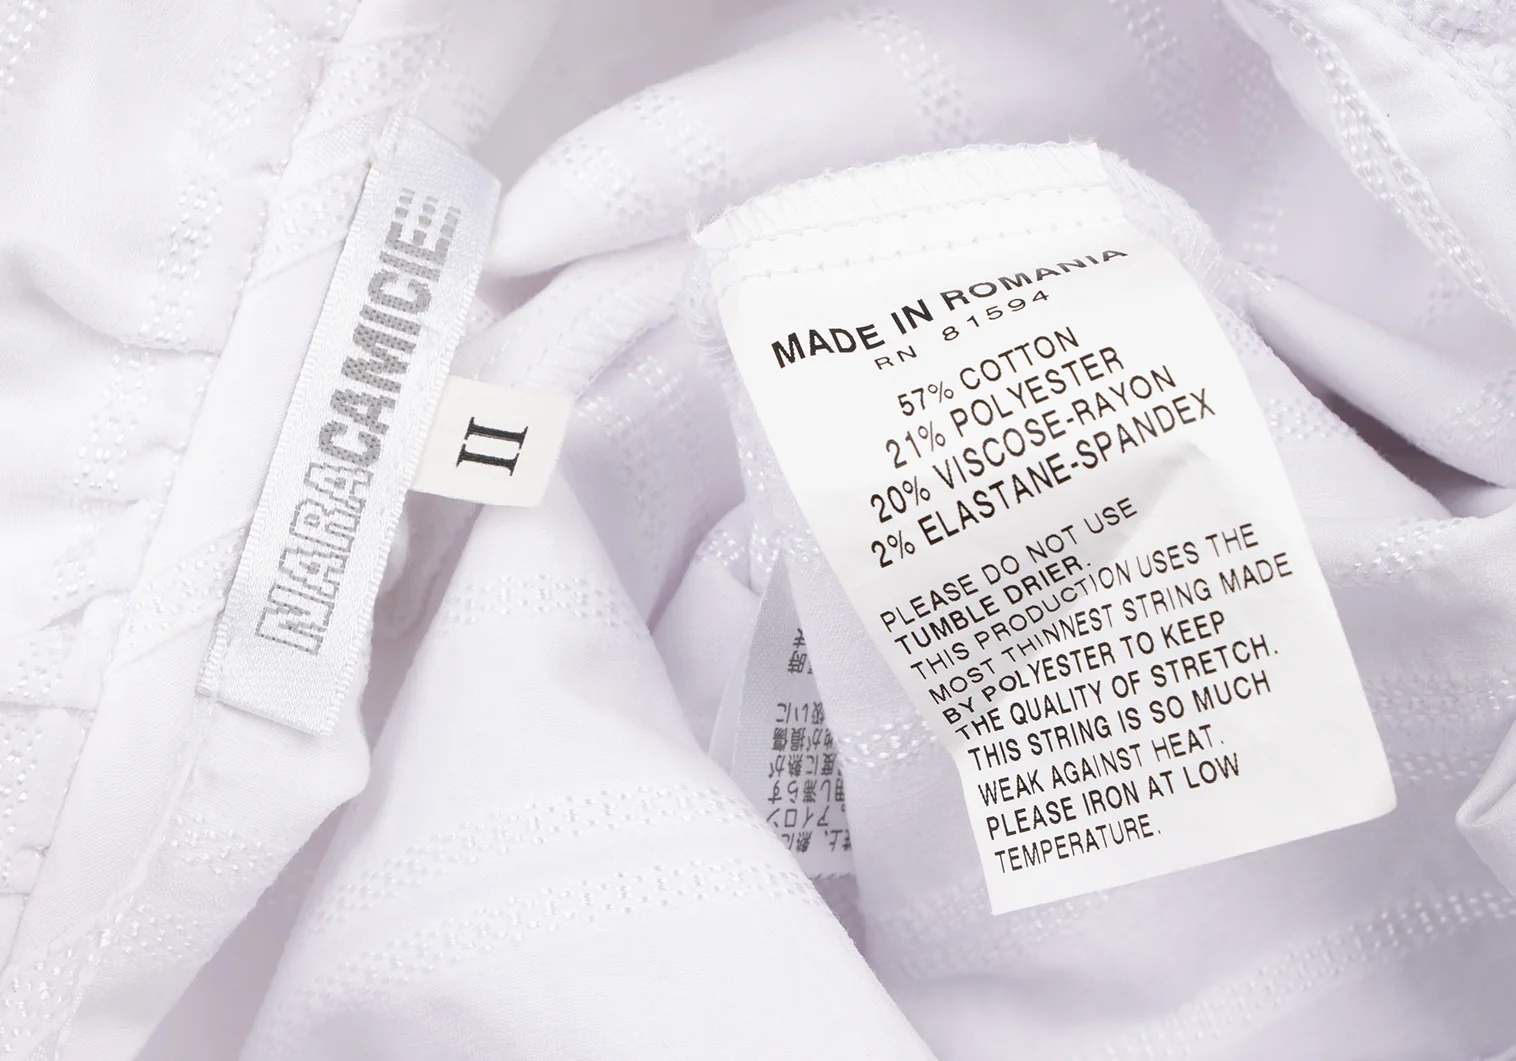 NARACAMICIE
II
MADE IN ROMANIA
RN 81594
57% COTTON
21% POLYESTER
20% VISCOSE-RAYON
2% ELASTANE-SPANDEX
PLEASE DO NOT USE
TUMBLE DRIER.
THIS PRODUCTION USES THE
MOST THINNEST STRING MADE
BY POLYESTER TO KEEP
THE QUALITY OF STRETCH.
THIS STRING IS SO MUCH
WEAK AGAINST HEAT.
PLEASE IRON AT LOW
TEMPERATURE.